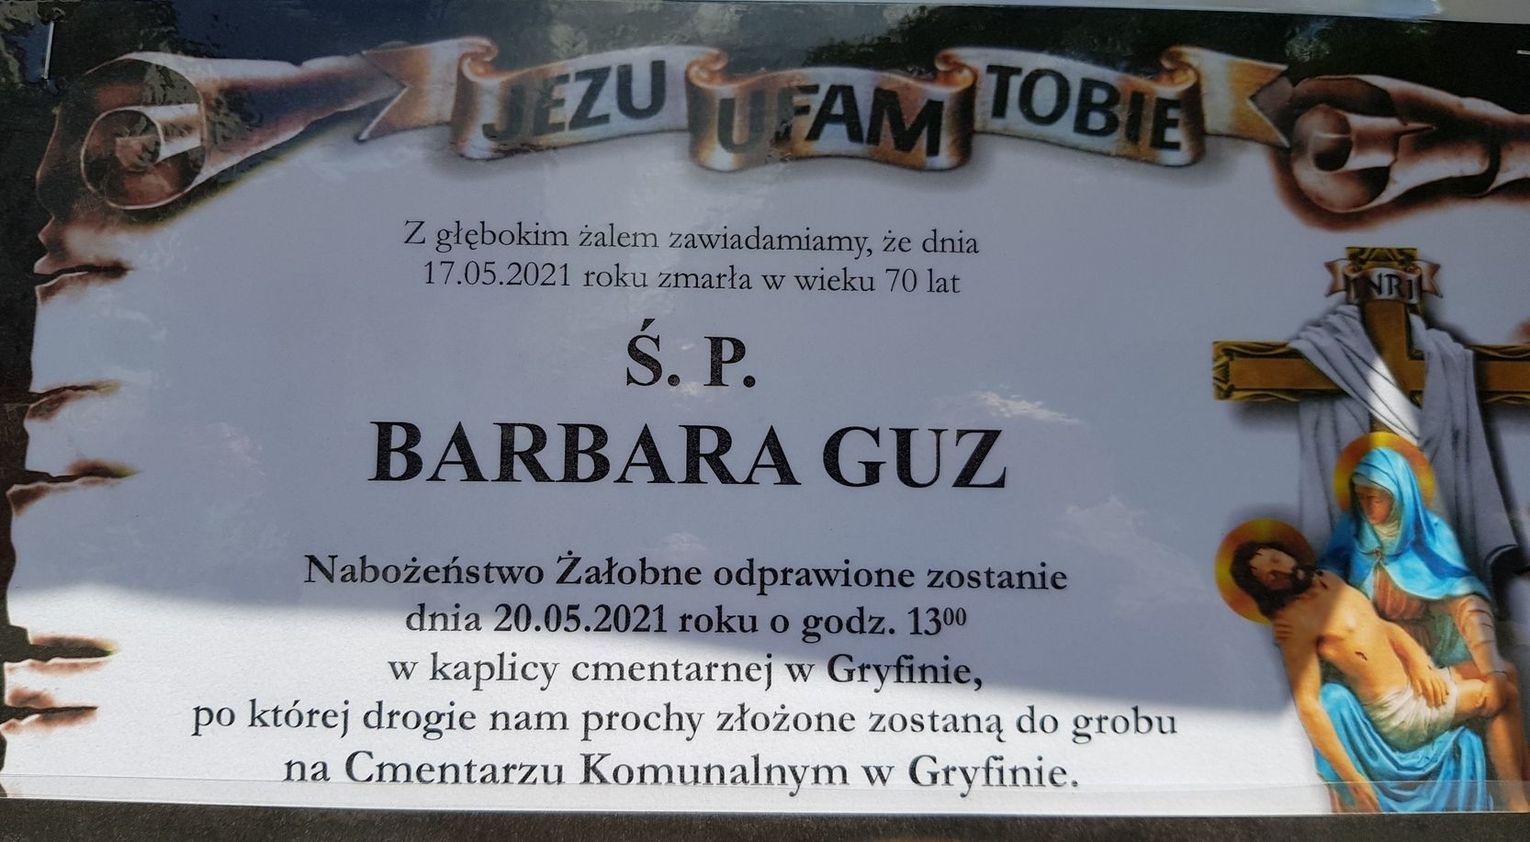 JEZU UFAM TOBIE
Z głębokim żalem zawiadamiamy, że dnia
17.05.2021 roku zmarła w wieku 70 lat
Ś. P.
BARBARA GUZ
Nabożeństwo Żałobne odprawione zostanie
dnia 20.05.2021 roku o godz. 13⁰⁰
w kaplicy cmentarnej w Gryfinie,
po której drogie nam prochy złożone zostaną do grobu
na Cmentarzu Komunalnym w Gryfinie.
INRI